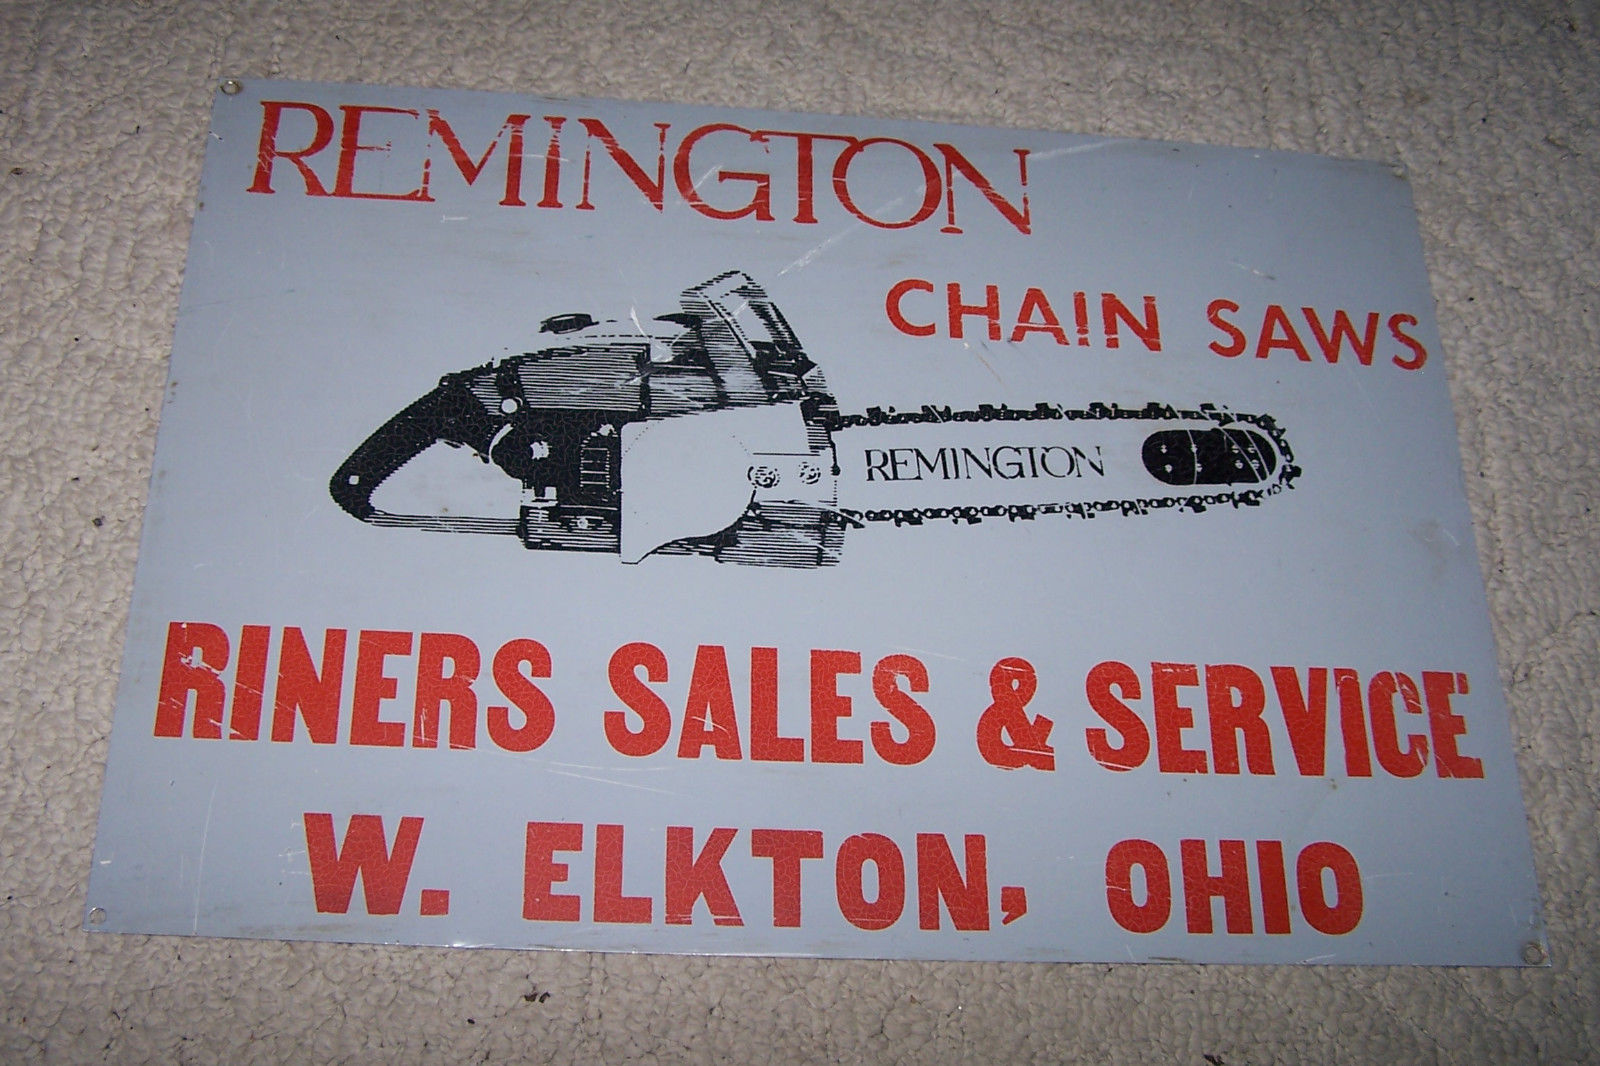 REMINGTON
CHAIN SAWS
REMINGTON
RINERS SALES & SERVICE
W. ELKTON, OHIO